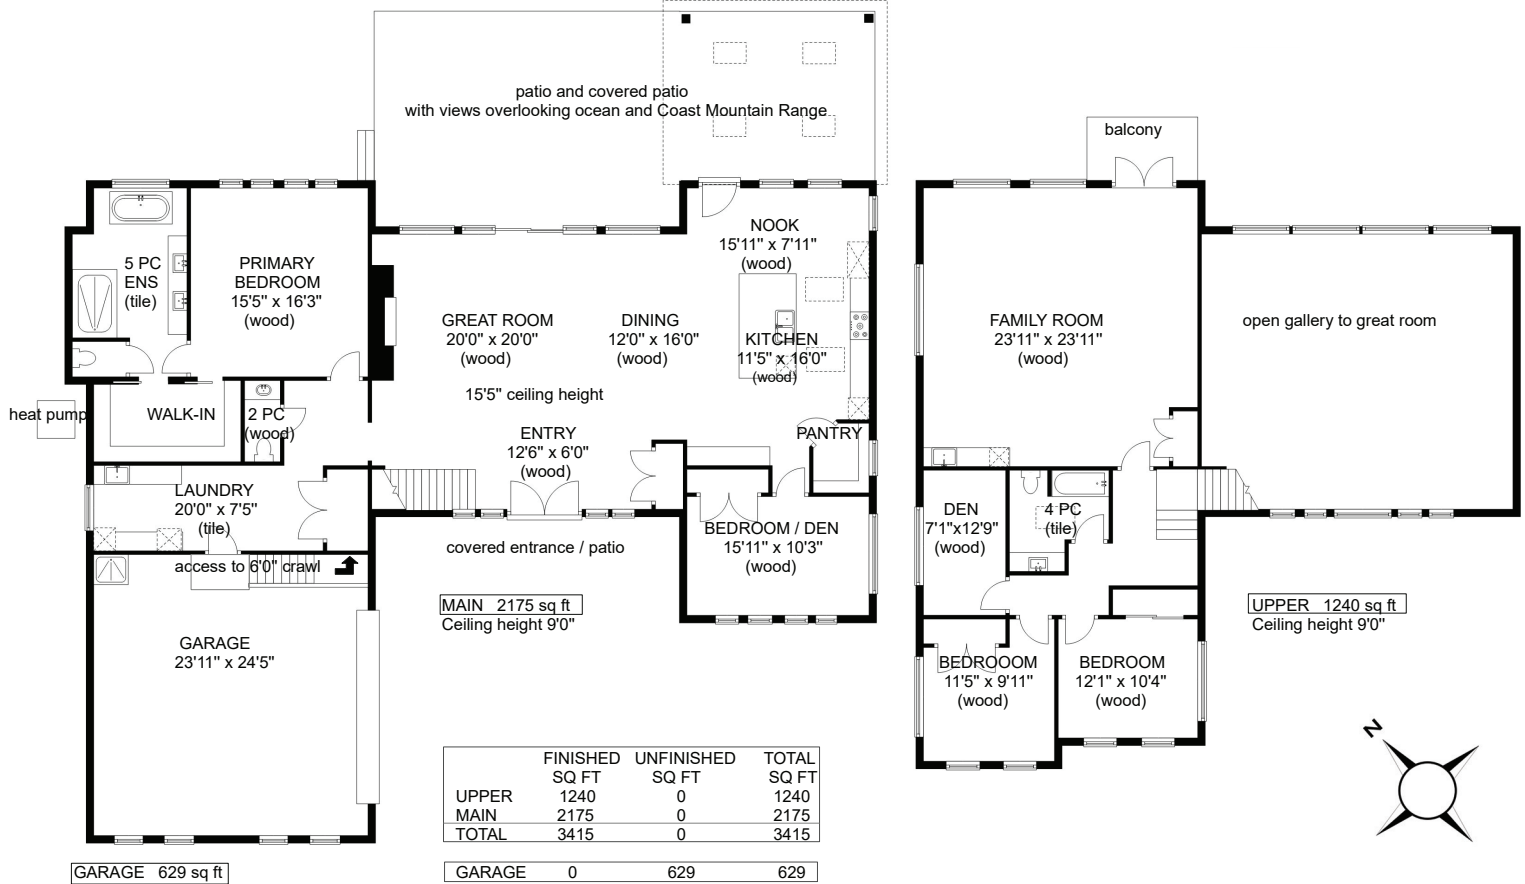 patio and covered patio
with views overlooking ocean and Coast Mountain Range
5 PC
ENS
(tile)
PRIMARY
BEDROOM
15'5" x 16'3"
(wood)
GREAT ROOM
20'0" x 20'0"
(wood)
15'5" ceiling height
DINING
12'0" x 16'0"
(wood)
NOOK
15'11" x 7'11"
(wood)
KITCHEN
11'5" x 16'0"
(wood)
heat pump
WALK-IN
2 PC
(wood)
ENTRY
12'6" x 6'0"
(wood)
PANTRY
LAUNDRY
20'0" x 7'5"
(tile)
access to 6'0" crawl
covered entrance / patio
BEDROOM / DEN
15'11" x 10'3"
(wood)
MAIN 2175 sq ft
Ceiling height 9'0"
GARAGE
23'11" x 24'5"
GARAGE 629 sq ft
balcony
FAMILY ROOM
23'11" x 23'11"
(wood)
open gallery to great room
DEN
7'1"x12'9"
(wood)
4 PC
(tile)
BEDROOOM
11'5" x 9'11"
(wood)
BEDROOM
12'1" x 10'4"
(wood)
UPPER 1240 sq ft
Ceiling height 9'0"
N
FINISHED UNFINISHED TOTAL
SQ FT SQ FT SQ FT
UPPER 1240 0 1240
MAIN 2175 0 2175
TOTAL 3415 0 3415
GARAGE 0 629 629